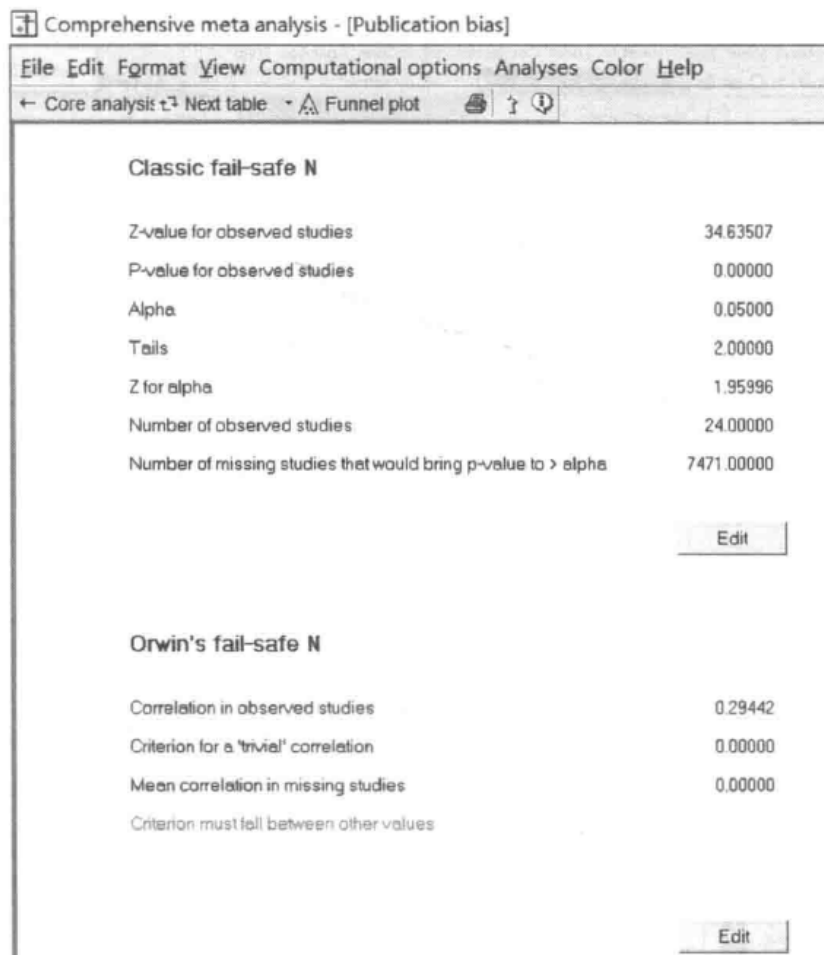 Comprehensive meta analysis - [Publication bias]
File Edit Format View Computational options Analyses Color Help
← Core analysis Next table Funnel plot
Classic fail-safe N
Z-value for observed studies 34.63507
P-value for observed studies 0.00000
Alpha 0.05000
Tails 2.00000
Z for alpha 1.95996
Number of observed studies 24.00000
Number of missing studies that would bring p-value to > alpha 7471.00000
Edit
Orwin's fail-safe N
Correlation in observed studies 0.29442
Criterion for a 'trivial' correlation 0.00000
Mean correlation in missing studies 0.00000
Criterion must fall between other values
Edit